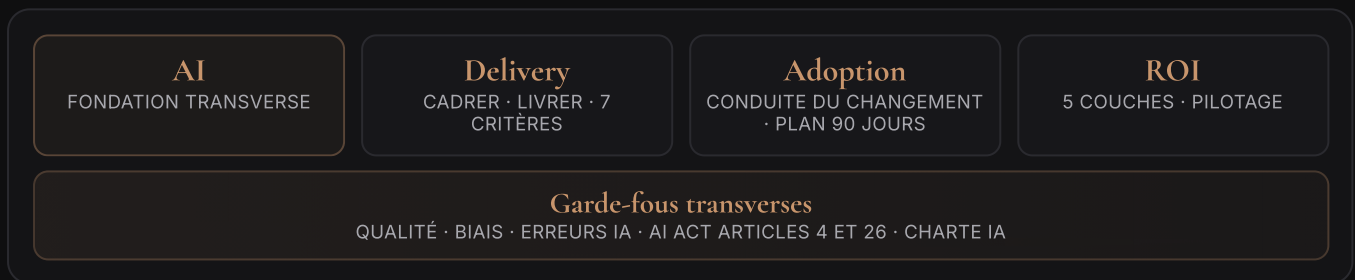 AI
FONDATION TRANSVERSE
Delivery
CADRER · LIVRER · 7
CRITÈRES
Adoption
CONDUITE DU CHANGEMENT
· PLAN 90 JOURS
ROI
5 COUCHES · PILOTAGE
Garde-fous transverses
QUALITÉ · BIAIS · ERREURS IA · AI ACT ARTICLES 4 ET 26 · CHARTE IA